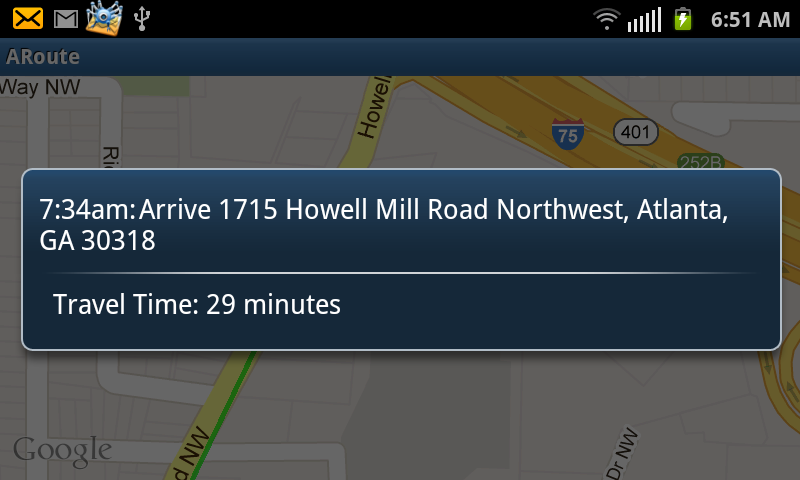 6:51 AM
ARoute
Way NW
Howell
75
401
252B
7:34am: Arrive 1715 Howell Mill Road Northwest, Atlanta,
GA 30318
Travel Time: 29 minutes
Google
d NW
Dr NW